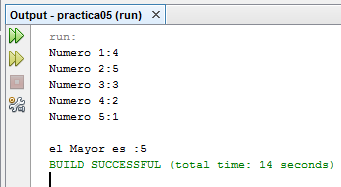 Output - practica05 (run)
run:
Numero 1:4
Numero 2:5
Numero 3:3
Numero 4:2
Numero 5:1
el Mayor es :5
BUILD SUCCESSFUL (total time: 14 seconds)